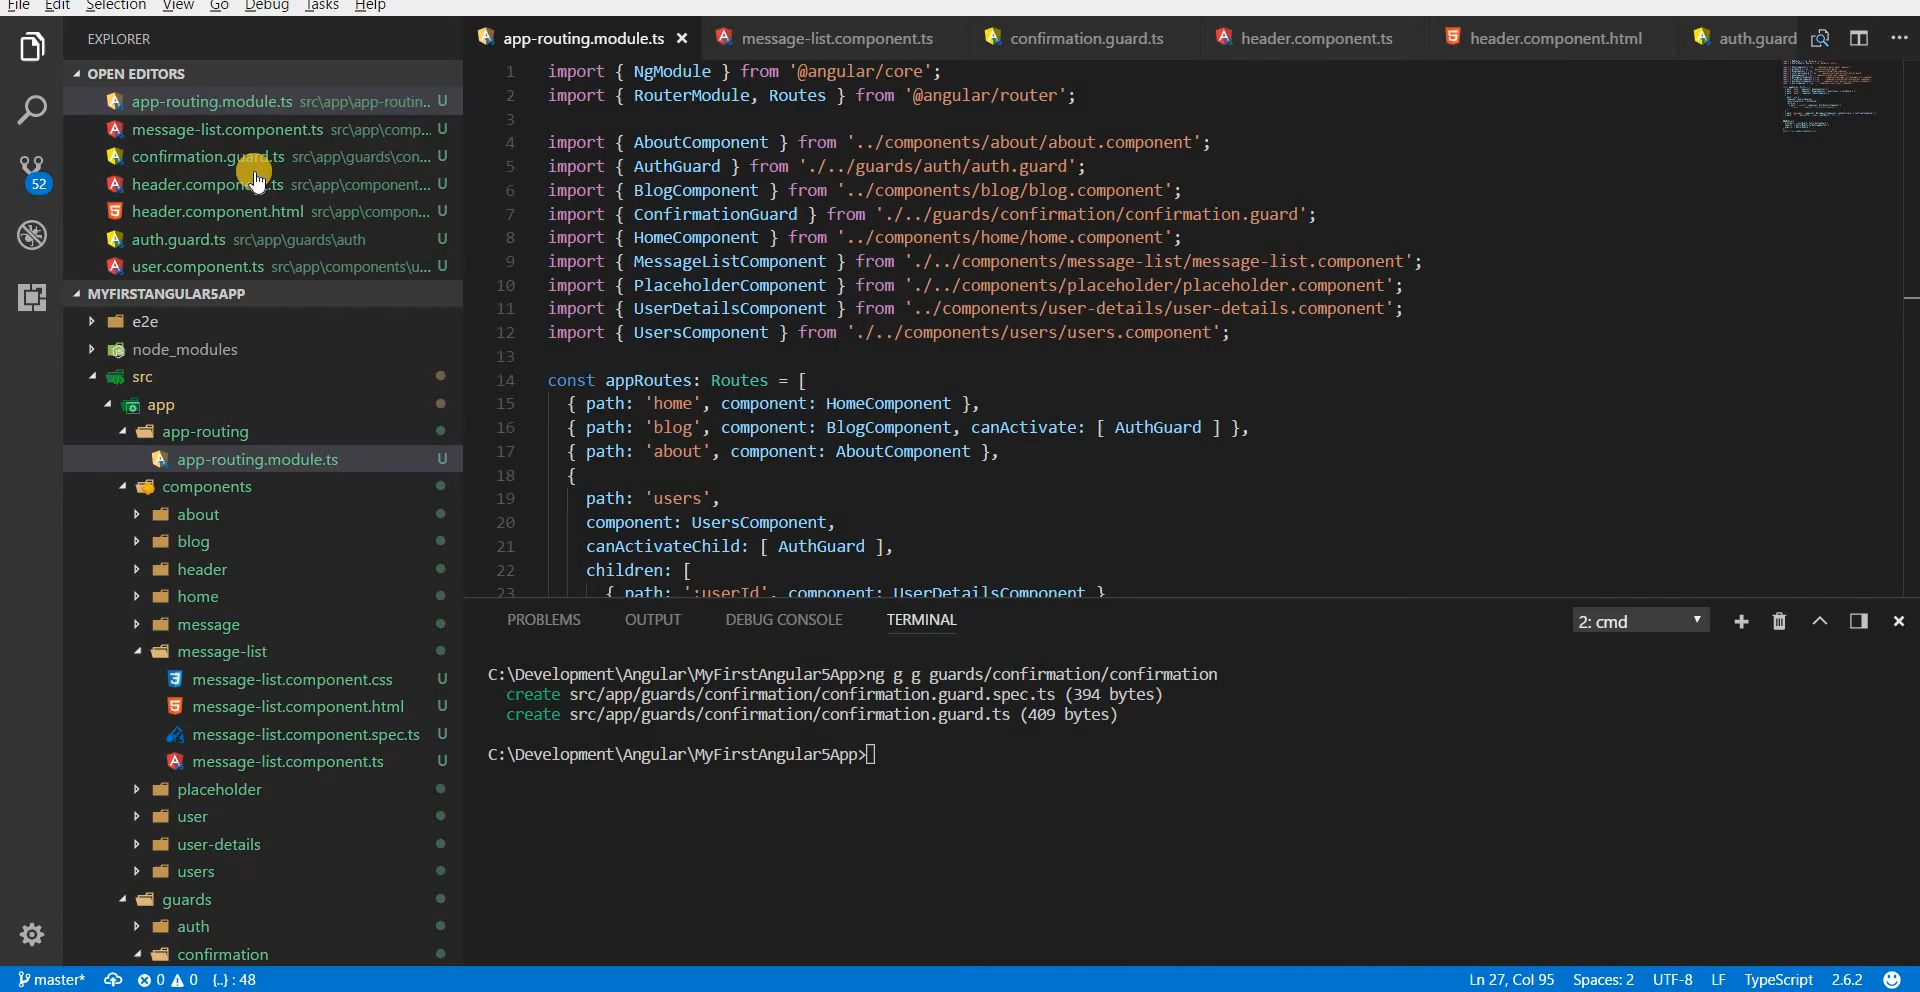 File Edit Selection View Go Debug Tasks Help
EXPLORER
OPEN EDITORS
app-routing.module.ts src\app\app-routin... U
message-list.component.ts src\app\comp... U
confirmation.guard.ts src\app\guards\con... U
header.component.ts src\app\component... U
header.component.html src\app\compon... U
auth.guard.ts src\app\guards\auth U
user.component.ts src\app\components\u... U
MYFIRSTANGULAR5APP
e2e
node_modules
src
app
app-routing
app-routing.module.ts U
components
about
blog
header
home
message
message-list
message-list.component.css U
message-list.component.html U
message-list.component.spec.ts U
message-list.component.ts U
placeholder
user
user-details
users
guards
auth
confirmation
52
app-routing.module.ts message-list.component.ts confirmation.guard.ts header.component.ts header.component.html auth.guard
1 import { NgModule } from '@angular/core';
2 import { RouterModule, Routes } from '@angular/router';
3
4 import { AboutComponent } from '../components/about/about.component';
5 import { AuthGuard } from './../guards/auth/auth.guard';
6 import { BlogComponent } from '../components/blog/blog.component';
7 import { ConfirmationGuard } from './../guards/confirmation/confirmation.guard';
8 import { HomeComponent } from '../components/home/home.component';
9 import { MessageListComponent } from './../components/message-list/message-list.component';
10 import { PlaceholderComponent } from './../components/placeholder/placeholder.component';
11 import { UserDetailsComponent } from '../components/user-details/user-details.component';
12 import { UsersComponent } from './../components/users/users.component';
13
14 const appRoutes: Routes = [
15 { path: 'home', component: HomeComponent },
16 { path: 'blog', component: BlogComponent, canActivate: [ AuthGuard ] },
17 { path: 'about', component: AboutComponent },
18 {
19 path: 'users',
20 component: UsersComponent,
21 canActivateChild: [ AuthGuard ],
22 children: [
23 { path: ':userId', component: UserDetailsComponent }
PROBLEMS OUTPUT DEBUG CONSOLE TERMINAL 2: cmd
C:\Development\Angular\MyFirstAngular5App>ng g g guards/confirmation/confirmation
create src/app/guards/confirmation/confirmation.guard.spec.ts (394 bytes)
create src/app/guards/confirmation/confirmation.guard.ts (409 bytes)
C:\Development\Angular\MyFirstAngular5App>
master* 0 0 {..} : 48 Ln 27, Col 95 Spaces: 2 UTF-8 LF TypeScript 2.6.2